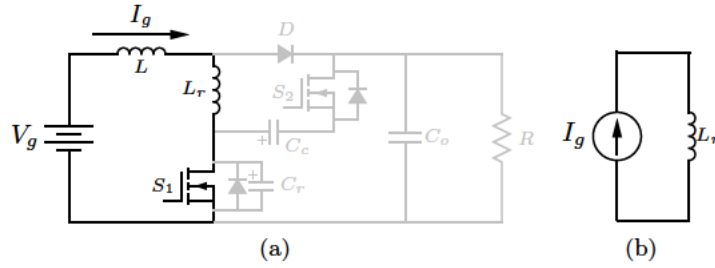 I_g
L
D
L_r
S_2
V_g
C_c
C_o
R
S_1
C_r
I_g
L_r
+
+
(a)
(b)